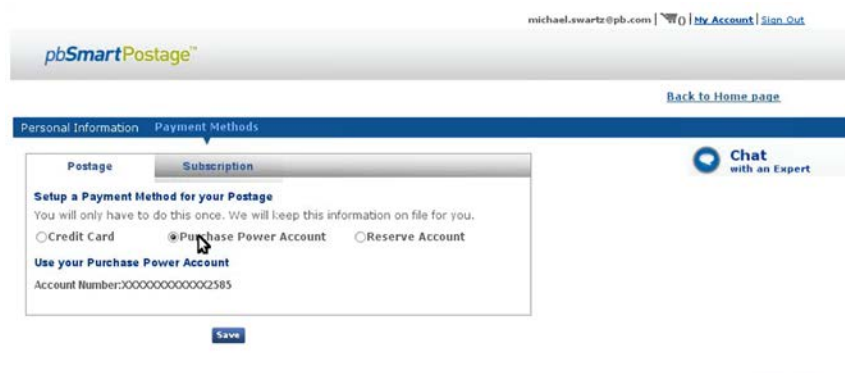 michael.swartz@pb.com | 0 | My Account | Sign Out
pbSmartPostage™
Back to Home page
Personal Information Payment Methods
Chat
with an Expert
Postage Subscription
Setup a Payment Method for your Postage
You will only have to do this once. We will keep this information on file for you.
Credit Card Purchase Power Account Reserve Account
Use your Purchase Power Account
Account Number:XXXXXXXXXXXXX2585
Save